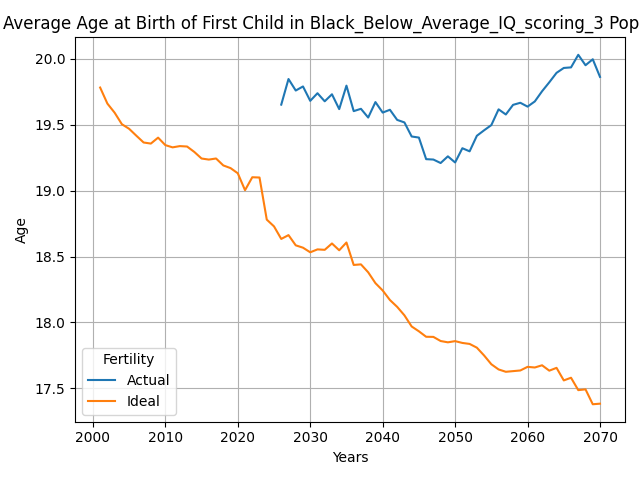 Average Age at Birth of First Child in Black_Below_Average_IQ_scoring_3 Pop
20.0
19.5
19.0
18.5
18.0
17.5
Age
Fertility
Actual
Ideal
2000 2010 2020 2030 2040 2050 2060 2070
Years